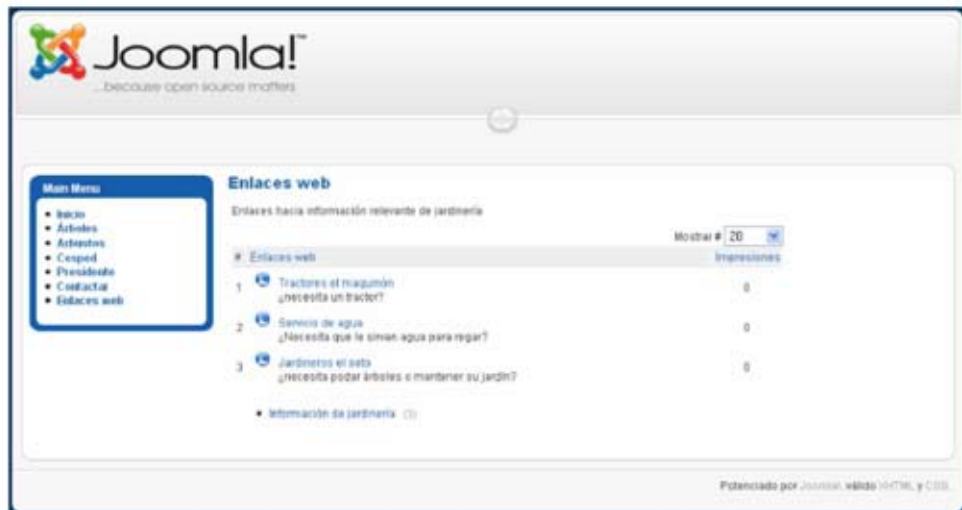 Joomla!™
...because open source matters
Main Menu
Inicio
Árboles
Arbustos
Cesped
Presidente
Contactar
Enlaces web
Enlaces web
Enlaces hacia información relevante de jardinería
Mostrar # 20
# Enlaces web Impresiones
1 Tractores el maquinón 0
¿necesita un tractor?
2 Servicio de agua 0
¿Necesita que le sirvan agua para regar?
3 Jardineros el seto 0
¿necesita podar árboles o mantener su jardín?
Información de jardinería (3)
Potenciado por Joomla!. válido XHTML y CSS.